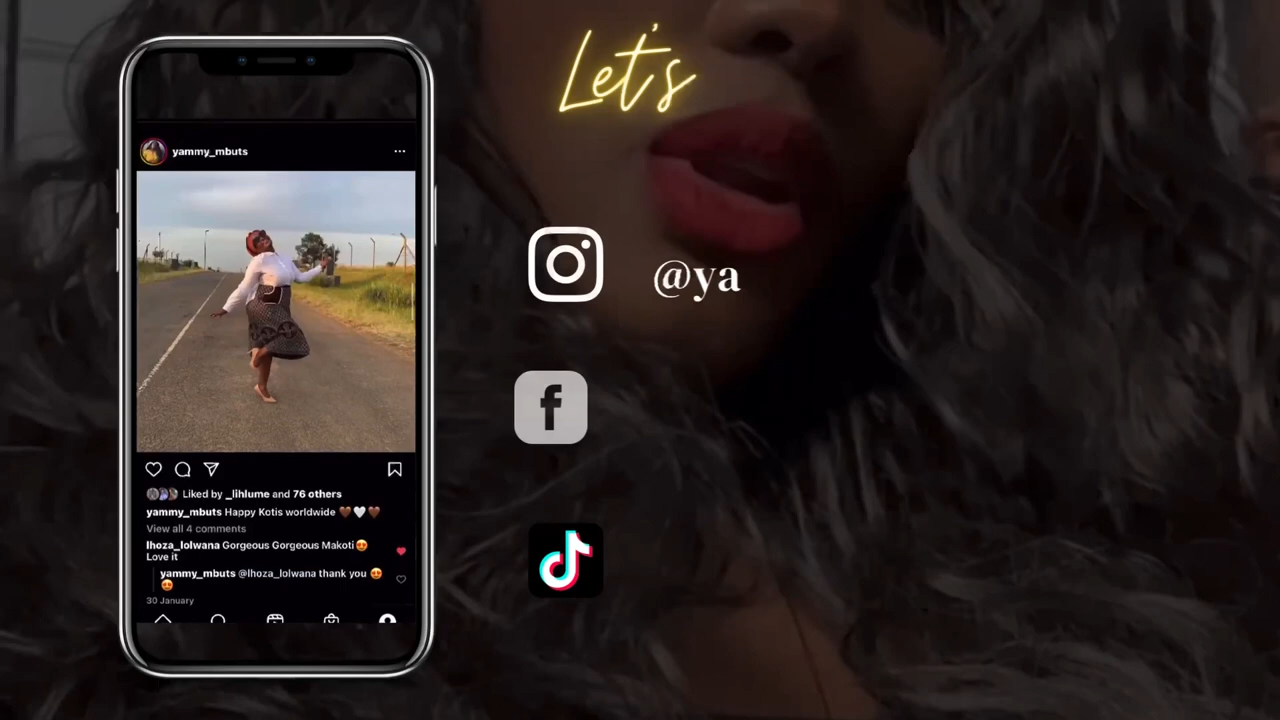 Let's
yammy_mbuts
@ya
Liked by _lihlume and 76 others
yammy_mbuts Happy Kotis worldwide 🤎🤍🤎
View all 4 comments
lhoza_lolwana Gorgeous Gorgeous Makoti😍
Love it
yammy_mbuts @lhoza_lolwana thank you 😍
😍
30 January